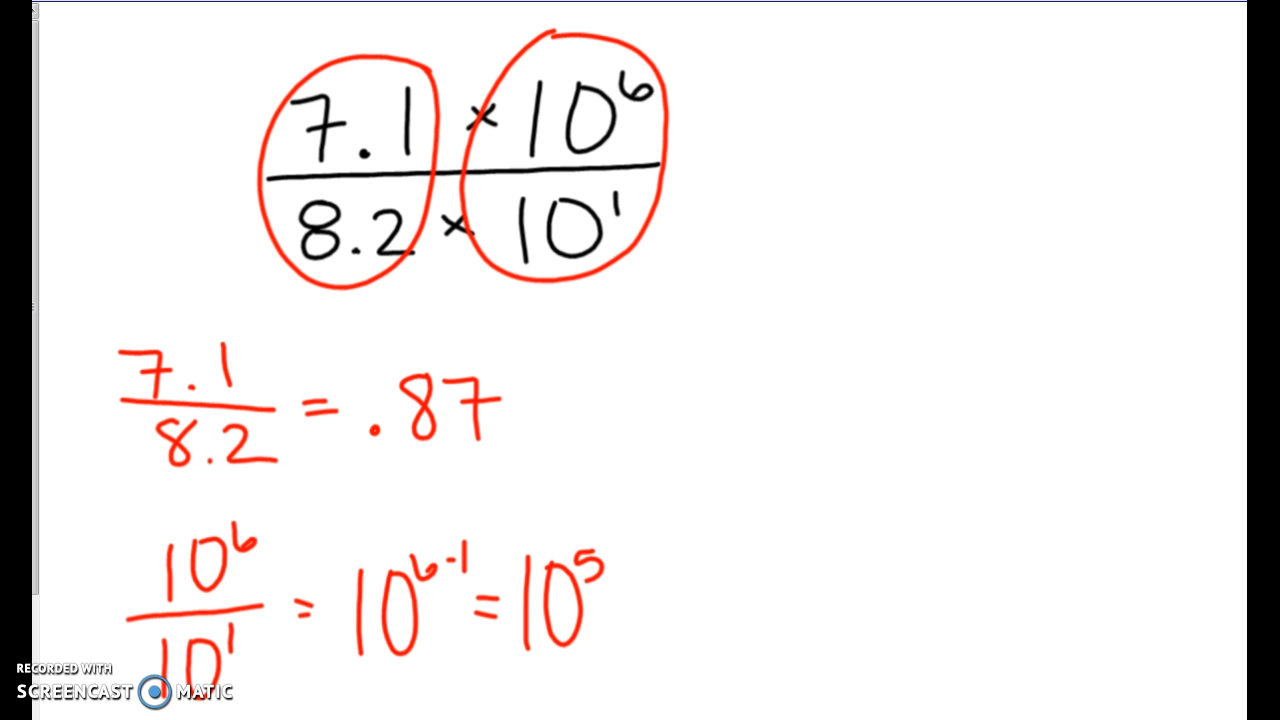 7.1 × 10⁶
8.2 × 10¹
7.1
8.2 = .87
10⁶
10¹ = 10⁶⁻¹ = 10⁵
RECORDED WITH
SCREENCAST MATIC